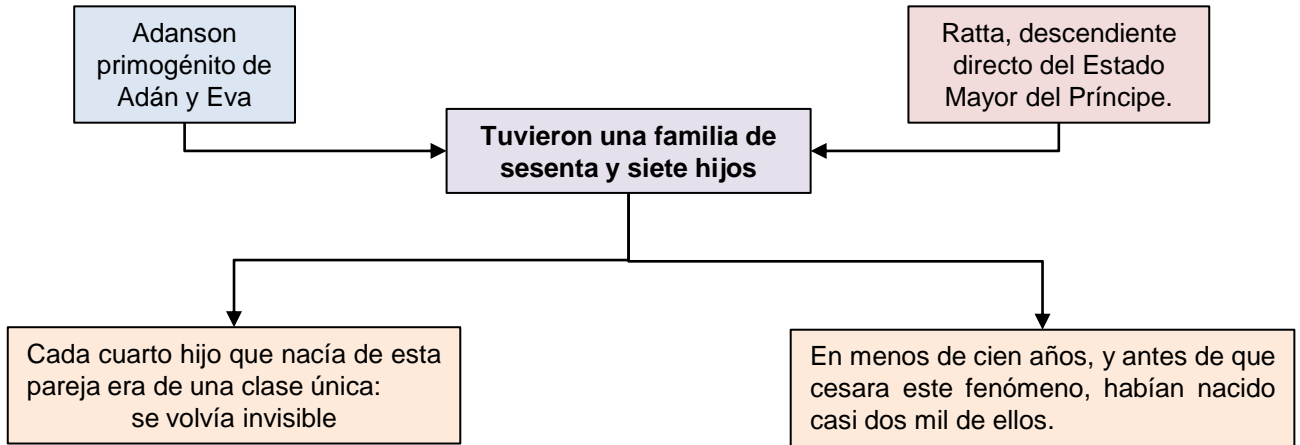 Adanson
primogénito de
Adán y Eva
Ratta, descendiente
directo del Estado
Mayor del Príncipe.
Tuvieron una familia de
sesenta y siete hijos
Cada cuarto hijo que nacía de esta
pareja era de una clase única:
se volvía invisible
En menos de cien años, y antes de que
cesara este fenómeno, habían nacido
casi dos mil de ellos.